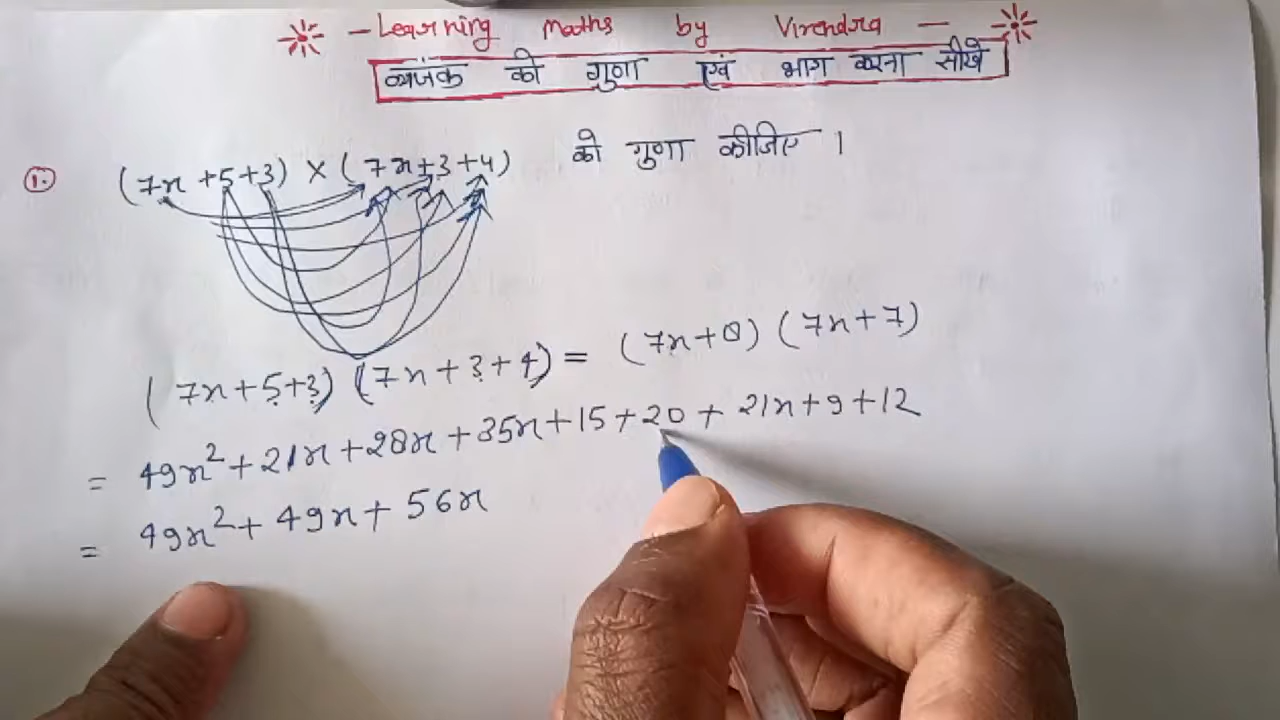 - Learning Maths by Virendra -
व्यजंक की गुणा एवं भाग करना सीखे
1. (7x +5+3) × (7x+3+4) को गुणा कीजिए ।
(7x+5+3) (7x+3+4) = (7x+8) (7x+7)
= 49x² + 21x + 28x + 35x + 15 + 20 + 21x + 9 + 12
= 49x² + 49x + 56x